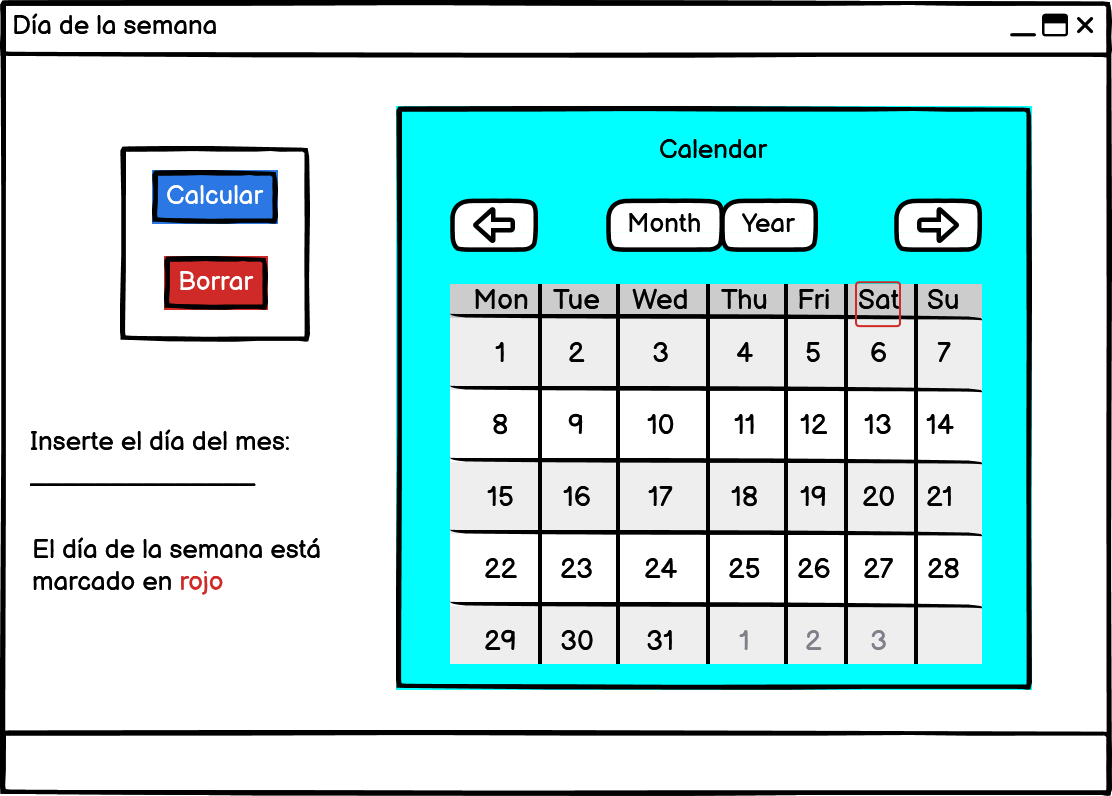 Día de la semana
Calcular
Borrar
Inserte el día del mes:
El día de la semana está
marcado en rojo
Calendar
Month Year
Mon Tue Wed Thu Fri Sat Su
1 2 3 4 5 6 7
8 9 10 11 12 13 14
15 16 17 18 19 20 21
22 23 24 25 26 27 28
29 30 31 1 2 3